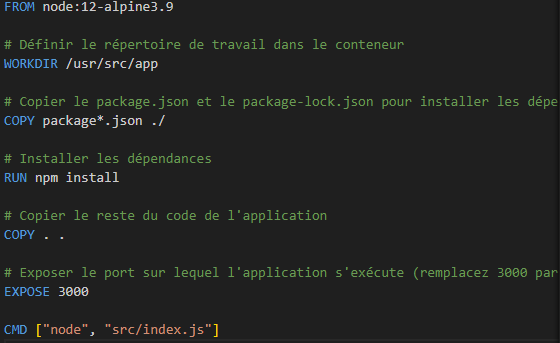 FROM node:12-alpine3.9
# Définir le répertoire de travail dans le conteneur
WORKDIR /usr/src/app
# Copier le package.json et le package-lock.json pour installer les dépe
COPY package*.json ./
# Installer les dépendances
RUN npm install
# Copier le reste du code de l'application
COPY . .
# Exposer le port sur lequel l'application s'exécute (remplacez 3000 par
EXPOSE 3000
CMD ["node", "src/index.js"]